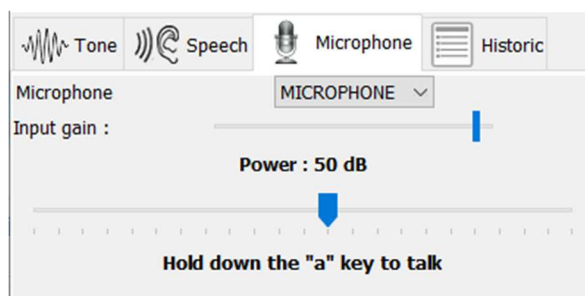 Tone Speech Microphone Historic
Microphone MICROPHONE
Input gain :
Power : 50 dB
Hold down the "a" key to talk